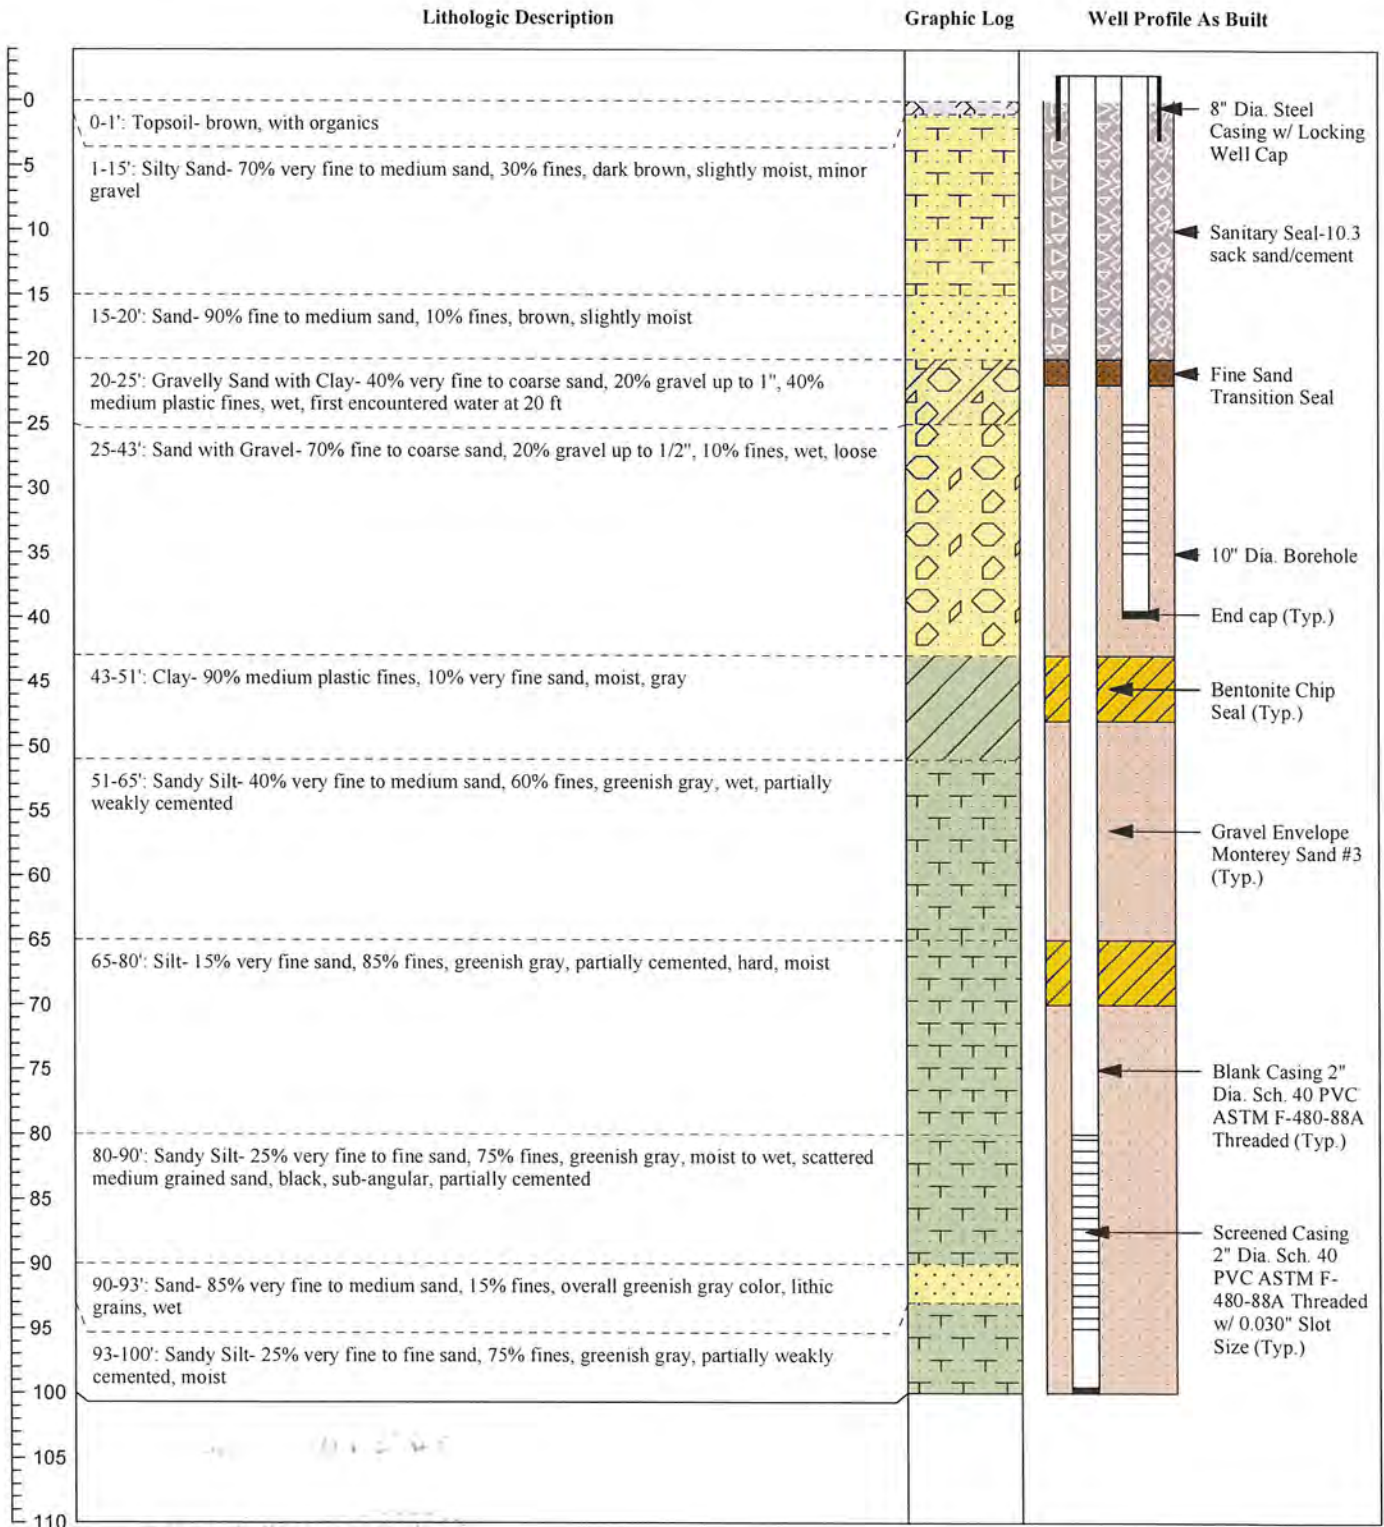 Lithologic Description
Graphic Log
Well Profile As Built
0
5
10
15
20
25
30
35
40
45
50
55
60
65
70
75
80
85
90
95
100
105
110
0-1': Topsoil- brown, with organics
1-15': Silty Sand- 70% very fine to medium sand, 30% fines, dark brown, slightly moist, minor
gravel
15-20': Sand- 90% fine to medium sand, 10% fines, brown, slightly moist
20-25': Gravelly Sand with Clay- 40% very fine to coarse sand, 20% gravel up to 1", 40%
medium plastic fines, wet, first encountered water at 20 ft
25-43': Sand with Gravel- 70% fine to coarse sand, 20% gravel up to 1/2", 10% fines, wet, loose
43-51': Clay- 90% medium plastic fines, 10% very fine sand, moist, gray
51-65': Sandy Silt- 40% very fine to medium sand, 60% fines, greenish gray, wet, partially
weakly cemented
65-80': Silt- 15% very fine sand, 85% fines, greenish gray, partially cemented, hard, moist
80-90': Sandy Silt- 25% very fine to fine sand, 75% fines, greenish gray, moist to wet, scattered
medium grained sand, black, sub-angular, partially cemented
90-93': Sand- 85% very fine to medium sand, 15% fines, overall greenish gray color, lithic
grains, wet
93-100': Sandy Silt- 25% very fine to fine sand, 75% fines, greenish gray, partially weakly
cemented, moist
8" Dia. Steel
Casing w/ Locking
Well Cap
Sanitary Seal-10.3
sack sand/cement
Fine Sand
Transition Seal
10" Dia. Borehole
End cap (Typ.)
Bentonite Chip
Seal (Typ.)
Gravel Envelope
Monterey Sand #3
(Typ.)
Blank Casing 2"
Dia. Sch. 40 PVC
ASTM F-480-88A
Threaded (Typ.)
Screened Casing
2" Dia. Sch. 40
PVC ASTM F-
480-88A Threaded
w/ 0.030" Slot
Size (Typ.)